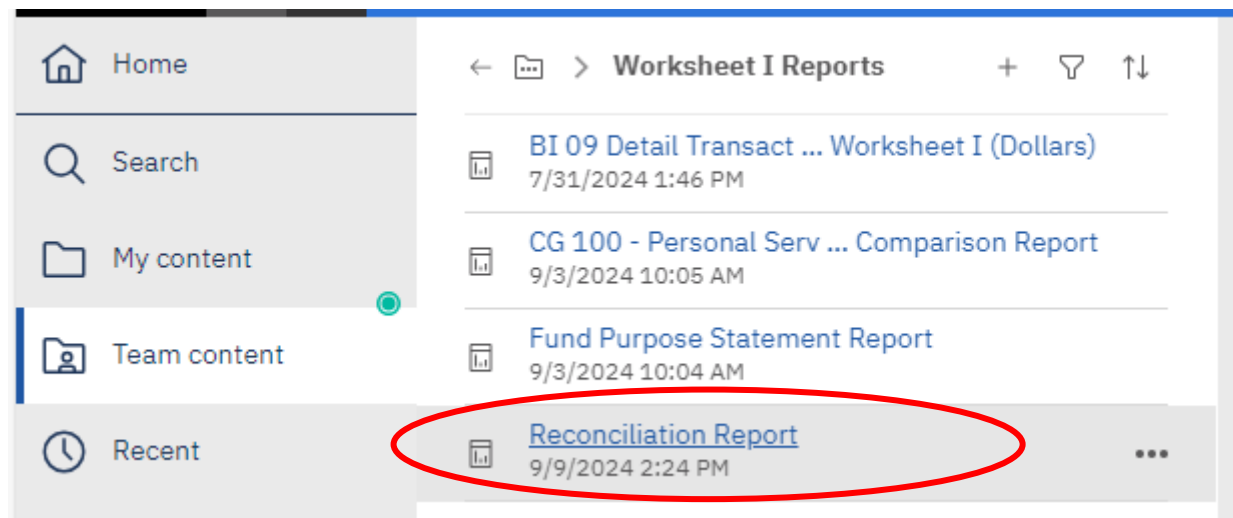 Home
Search
My content
Team content
Recent
Worksheet I Reports
BI 09 Detail Transact ... Worksheet I (Dollars)
7/31/2024 1:46 PM
CG 100 - Personal Serv ... Comparison Report
9/3/2024 10:05 AM
Fund Purpose Statement Report
9/3/2024 10:04 AM
Reconciliation Report
9/9/2024 2:24 PM